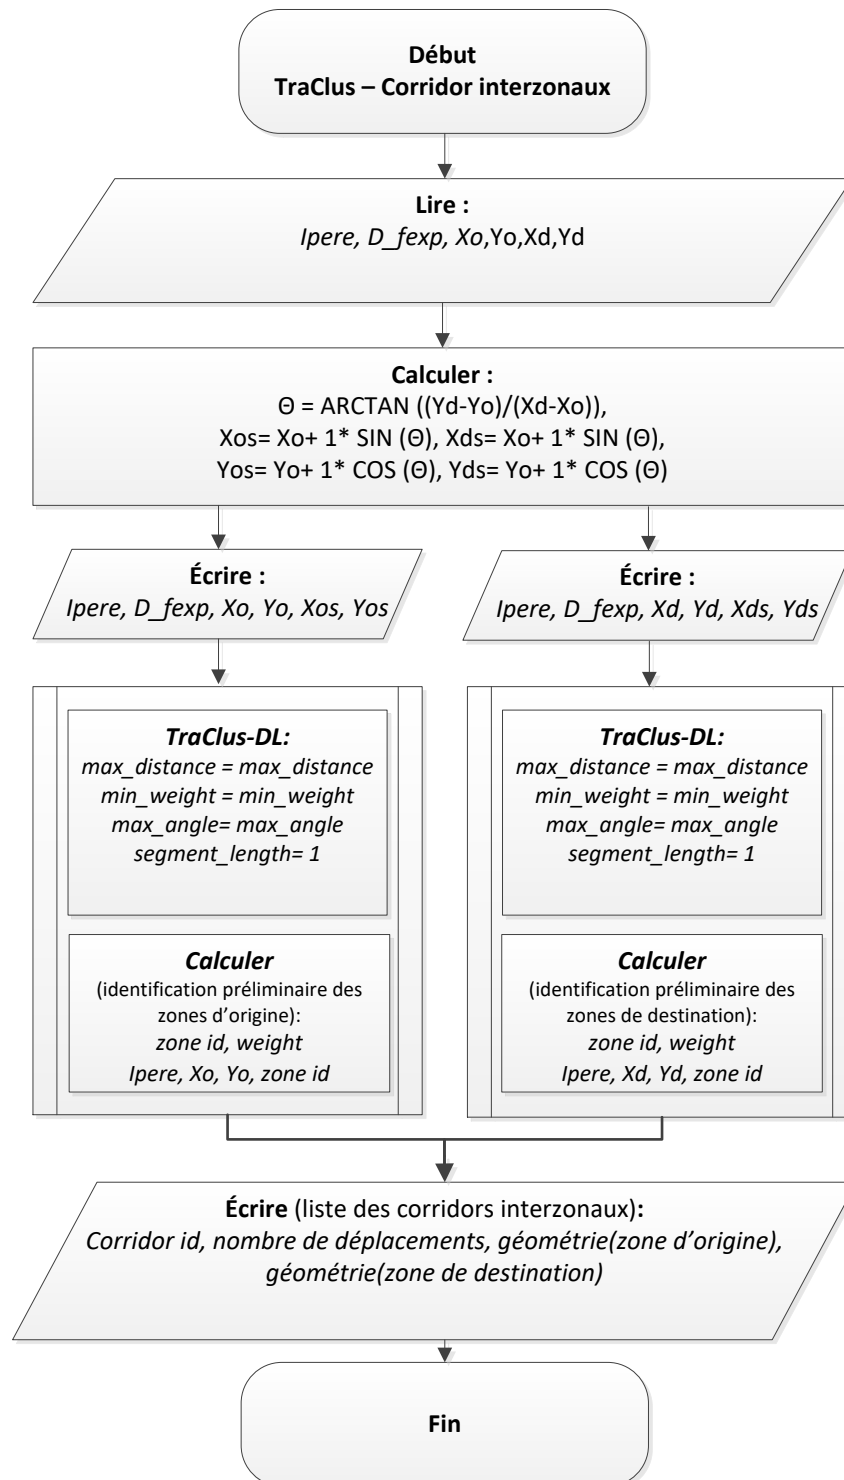 Début
TraClus – Corridor interzonaux
Lire :
Ipere, D_fexp, Xo,Yo,Xd,Yd
Calculer :
Θ = ARCTAN ((Yd-Yo)/(Xd-Xo)),
Xos= Xo+ 1* SIN (Θ), Xds= Xo+ 1* SIN (Θ),
Yos= Yo+ 1* COS (Θ), Yds= Yo+ 1* COS (Θ)
Écrire :
Ipere, D_fexp, Xo, Yo, Xos, Yos
Écrire :
Ipere, D_fexp, Xd, Yd, Xds, Yds
TraClus-DL:
max_distance = max_distance
min_weight = min_weight
max_angle= max_angle
segment_length= 1
Calculer
(identification préliminaire des
zones d’origine):
zone id, weight
Ipere, Xo, Yo, zone id
TraClus-DL:
max_distance = max_distance
min_weight = min_weight
max_angle= max_angle
segment_length= 1
Calculer
(identification préliminaire des
zones de destination):
zone id, weight
Ipere, Xd, Yd, zone id
Écrire (liste des corridors interzonaux):
Corridor id, nombre de déplacements, géométrie(zone d’origine),
géométrie(zone de destination)
Fin